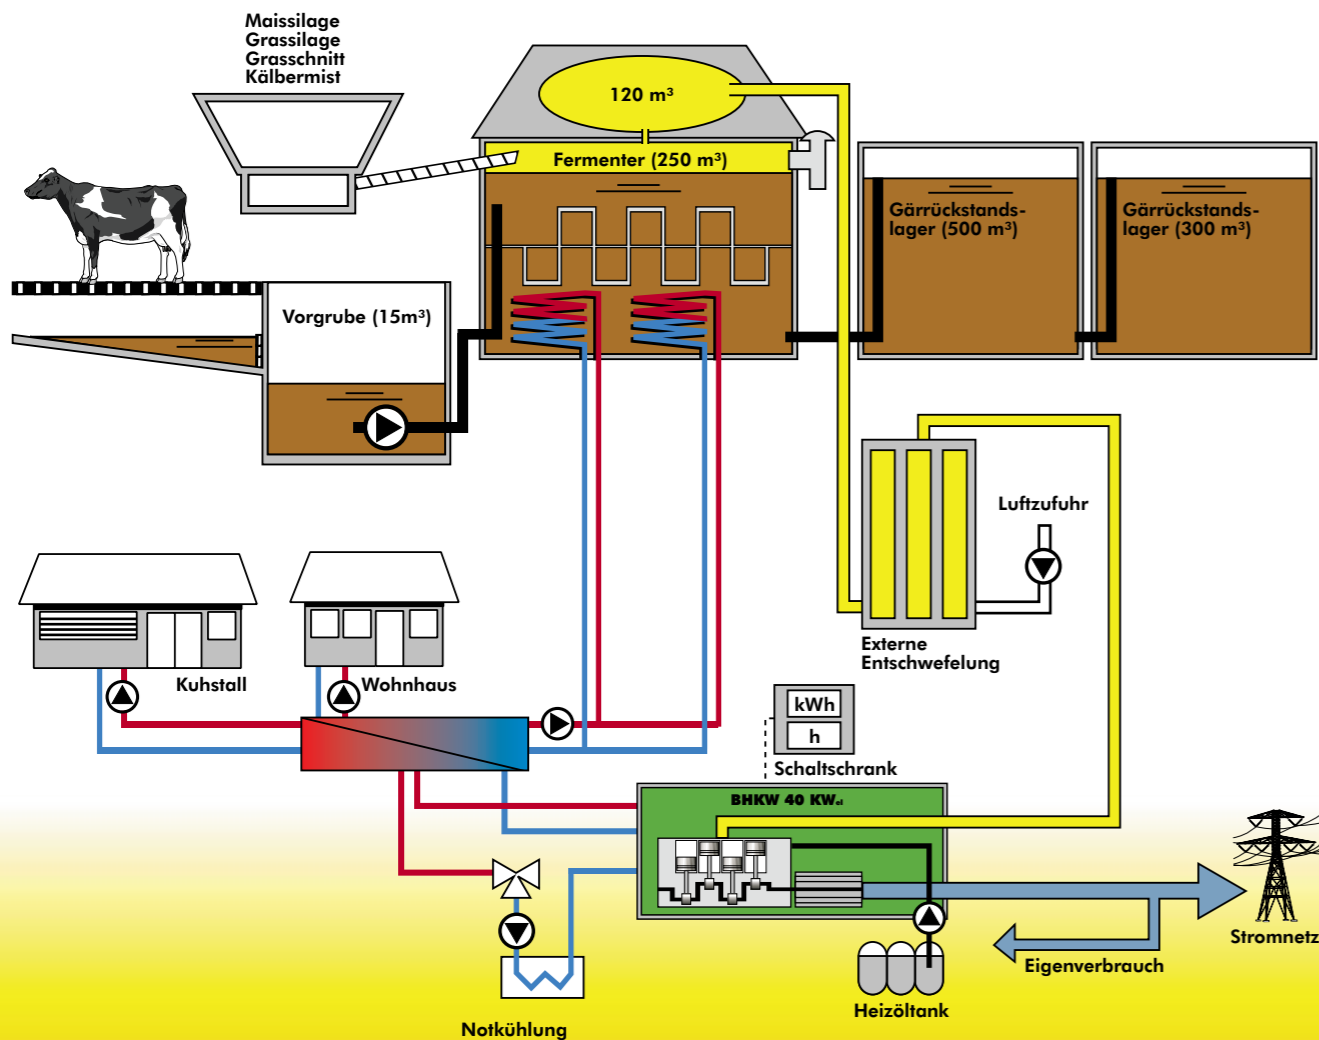 Maissilage
Grassilage
Grasschnitt
Kälbermist
120 m³
Fermenter (250 m³)
Gärrückstands-
lager (500 m³)
Gärrückstands-
lager (300 m³)
Vorgrube (15m³)
Luftzufuhr
Externe
Entschwefelung
Kuhstall
Wohnhaus
kWh
h
Schaltschrank
BHKW 40 KWel
Stromnetz
Eigenverbrauch
Heizöltank
Notkühlung